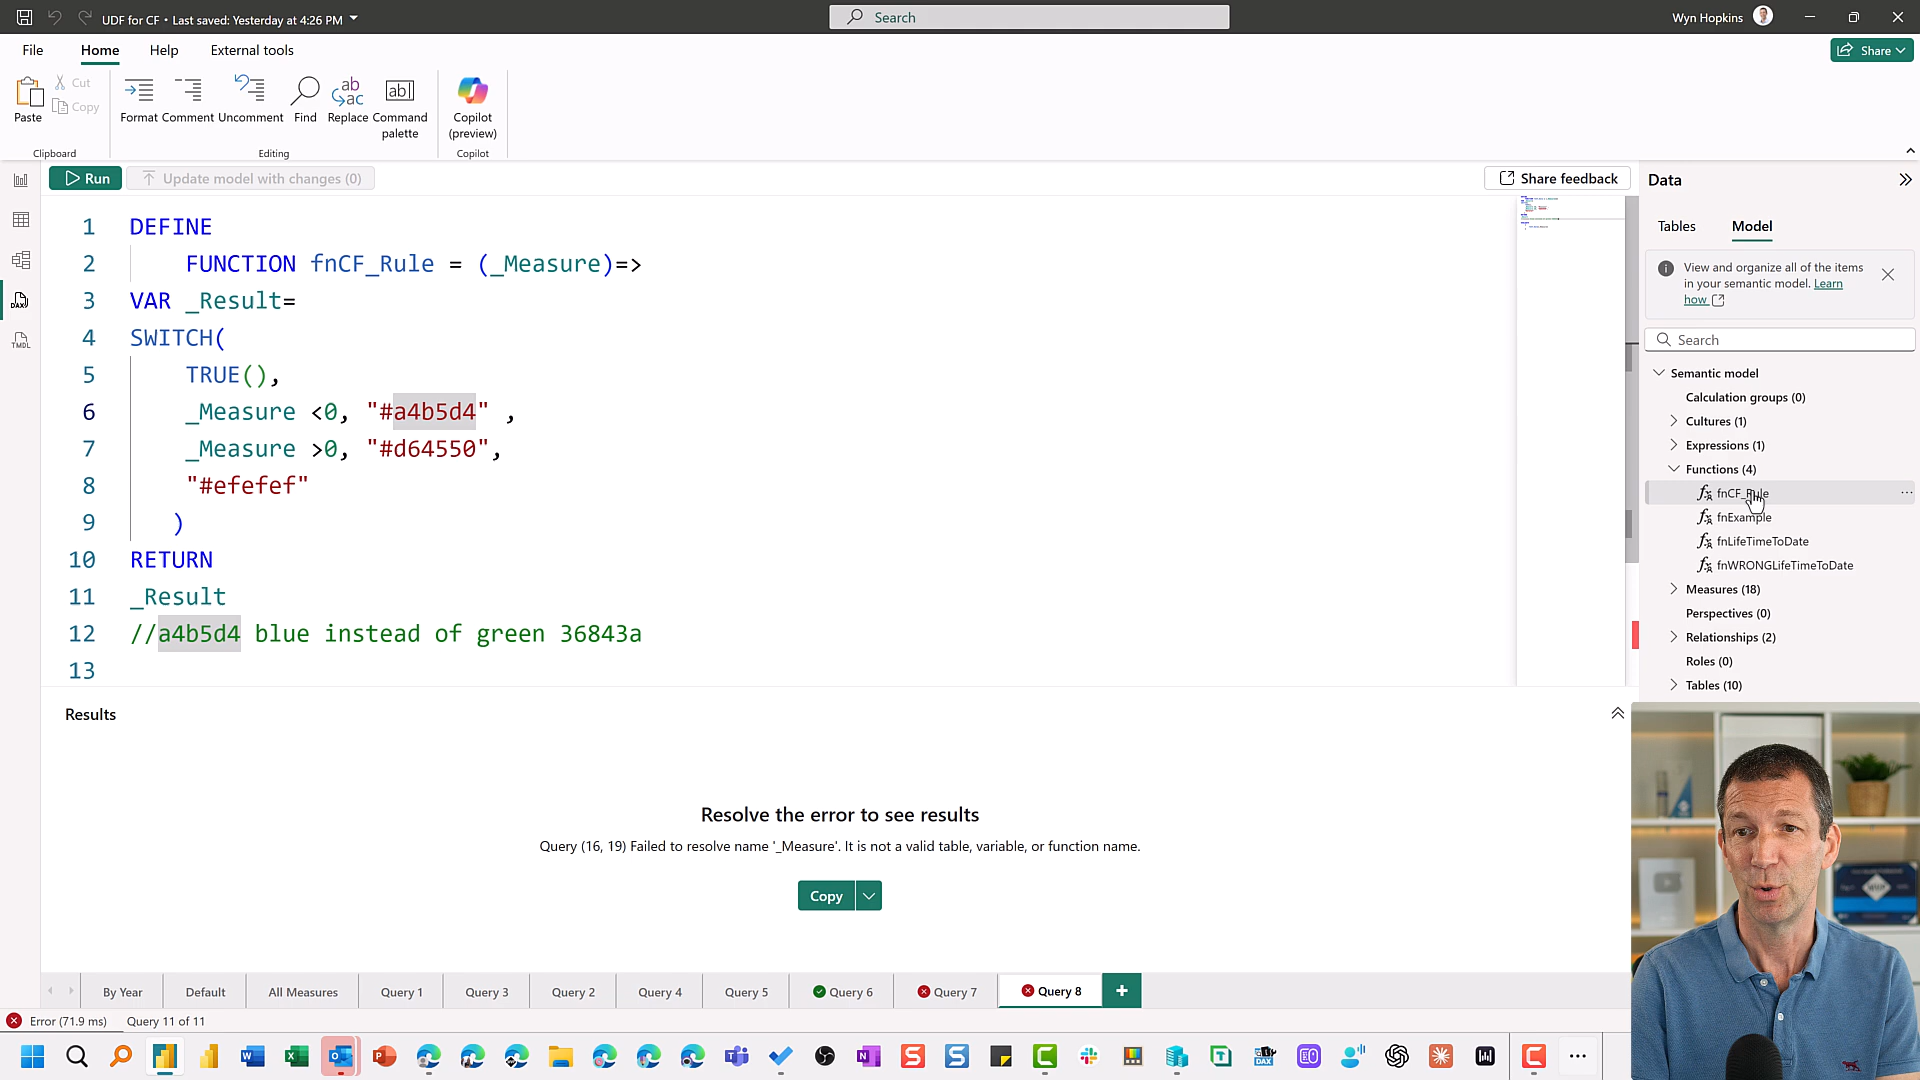 UDF for CF • Last saved: Yesterday at 4:26 PM
Search
Wyn Hopkins
File
Home
Help
External tools
Share
Paste
Cut
Copy
Format
Comment
Uncomment
Find
Replace
Command palette
Copilot (preview)
Clipboard
Editing
Copilot
Run
Update model with changes (0)
Share feedback
1 DEFINE
2 FUNCTION fnCF_Rule = (_Measure)=>
3 VAR _Result=
4 SWITCH(
5 TRUE(),
6 _Measure <0, "#a4b5d4" ,
7 _Measure >0, "#d64550",
8 "#efefef"
9 )
10 RETURN
11 _Result
12 //a4b5d4 blue instead of green 36843a
13
Data
Tables
Model
View and organize all of the items
in your semantic model. Learn
how
Search
Semantic model
Calculation groups (0)
Cultures (1)
Expressions (1)
Functions (4)
fnCF_Rule
fnExample
fnLifeTimeToDate
fnWRONGLifeTimeToDate
Measures (18)
Perspectives (0)
Relationships (2)
Roles (0)
Tables (10)
Results
Resolve the error to see results
Query (16, 19) Failed to resolve name '_Measure'. It is not a valid table, variable, or function name.
Copy
By Year
Default
All Measures
Query 1
Query 3
Query 2
Query 4
Query 5
Query 6
Query 7
Query 8
Error (71.9 ms)
Query 11 of 11